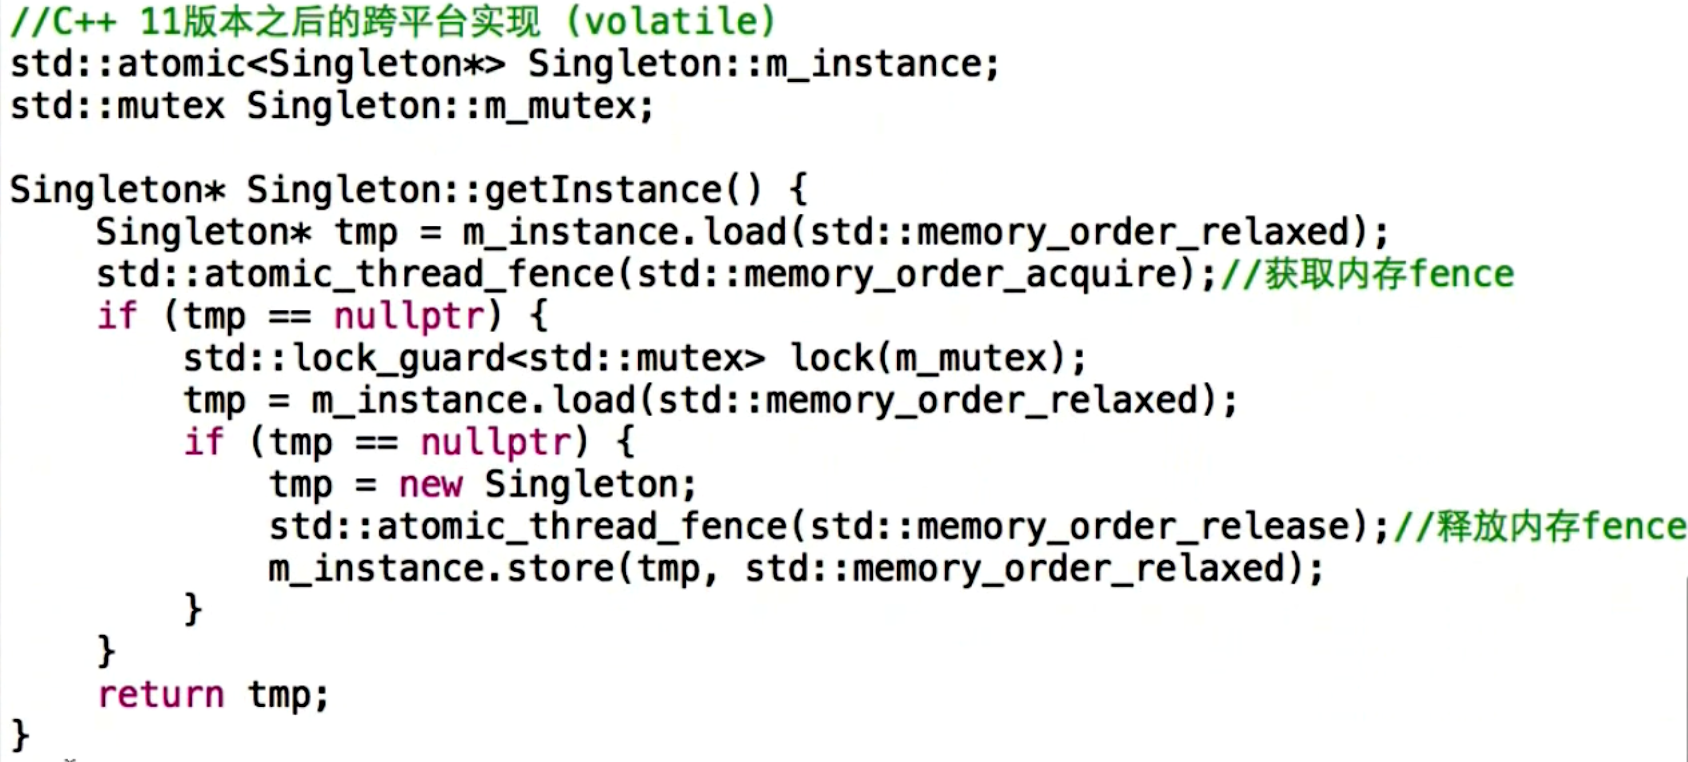 //C++ 11版本之后的跨平台实现 (volatile)
std::atomic<Singleton*> Singleton::m_instance;
std::mutex Singleton::m_mutex;

Singleton* Singleton::getInstance() {
    Singleton* tmp = m_instance.load(std::memory_order_relaxed);
    std::atomic_thread_fence(std::memory_order_acquire);//获取内存fence
    if (tmp == nullptr) {
        std::lock_guard<std::mutex> lock(m_mutex);
        tmp = m_instance.load(std::memory_order_relaxed);
        if (tmp == nullptr) {
            tmp = new Singleton;
            std::atomic_thread_fence(std::memory_order_release);//释放内存fence
            m_instance.store(tmp, std::memory_order_relaxed);
        }
    }
    return tmp;
}